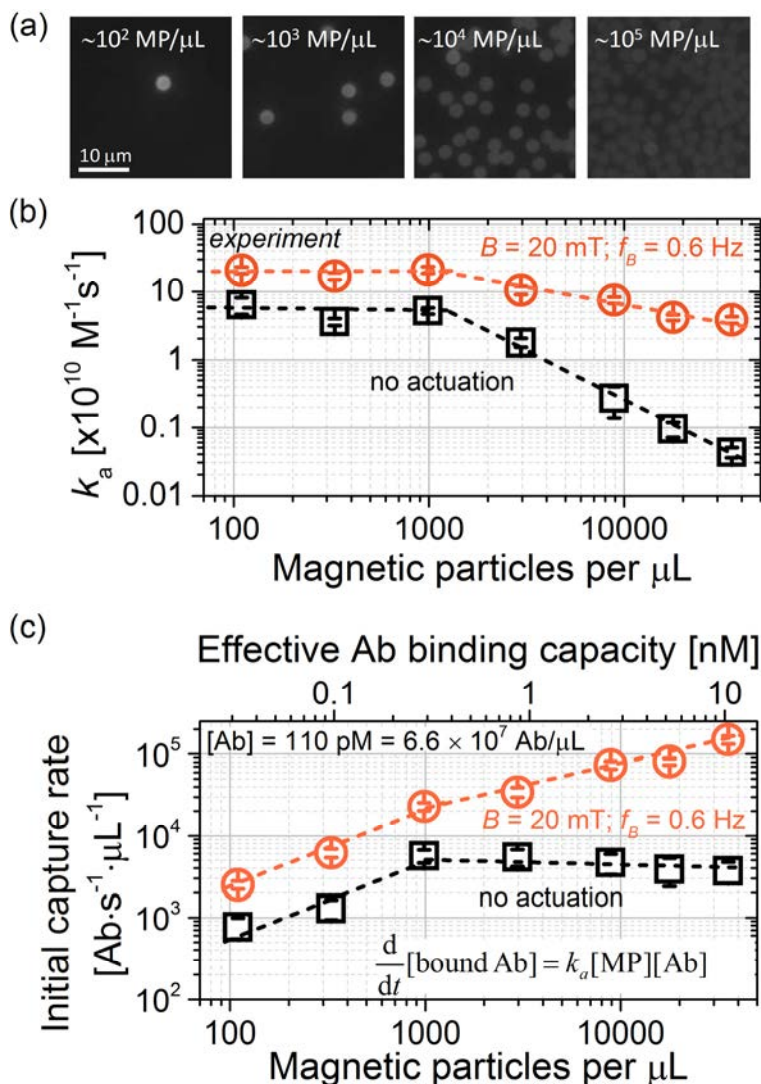 (a)
~10² MP/μL
~10³ MP/μL
~10⁴ MP/μL
~10⁵ MP/μL
10 μm
(b)
experiment
B = 20 mT; f_B = 0.6 Hz
no actuation
kₐ [x10¹⁰ M⁻¹s⁻¹]
100
10
1
0.1
0.01
100
1000
10000
Magnetic particles per μL
(c)
Effective Ab binding capacity [nM]
0.1
1
10
[Ab] = 110 pM = 6.6 × 10⁷ Ab/μL
B = 20 mT; f_B = 0.6 Hz
no actuation
d/dt [bound Ab] = kₐ[MP][Ab]
Initial capture rate
[Ab·s⁻¹·μL⁻¹]
10⁵
10⁴
10³
10²
100
1000
10000
Magnetic particles per μL